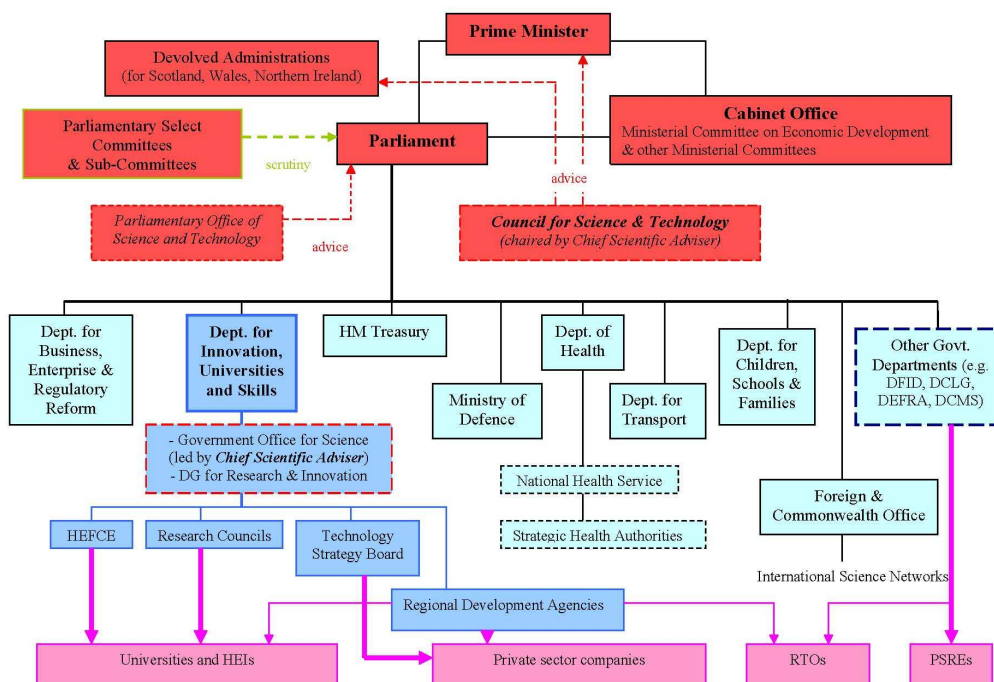 Prime Minister
Devolved Administrations
(for Scotland, Wales, Northern Ireland)
Cabinet Office
Ministerial Committee on Economic Development
& other Ministerial Committees
Parliamentary Select
Committees
& Sub-Committees
scrutiny
Parliament
advice
Parliamentary Office of
Science and Technology
advice
Council for Science & Technology
(chaired by Chief Scientific Adviser)
Dept. for
Business,
Enterprise &
Regulatory
Reform
Dept. for
Innovation,
Universities
and Skills
HM Treasury
Ministry of
Defence
Dept. of
Health
Dept. for
Transport
Dept. for
Children,
Schools &
Families
Other Govt.
Departments (e.g.
DFID, DCLG,
DEFRA, DCMS)
- Government Office for Science
(led by Chief Scientific Adviser)
- DG for Research & Innovation
National Health Service
Strategic Health Authorities
Foreign &
Commonwealth Office
International Science Networks
HEFCE
Research Councils
Technology
Strategy Board
Regional Development Agencies
Universities and HEIs
Private sector companies
RTOs
PSREs